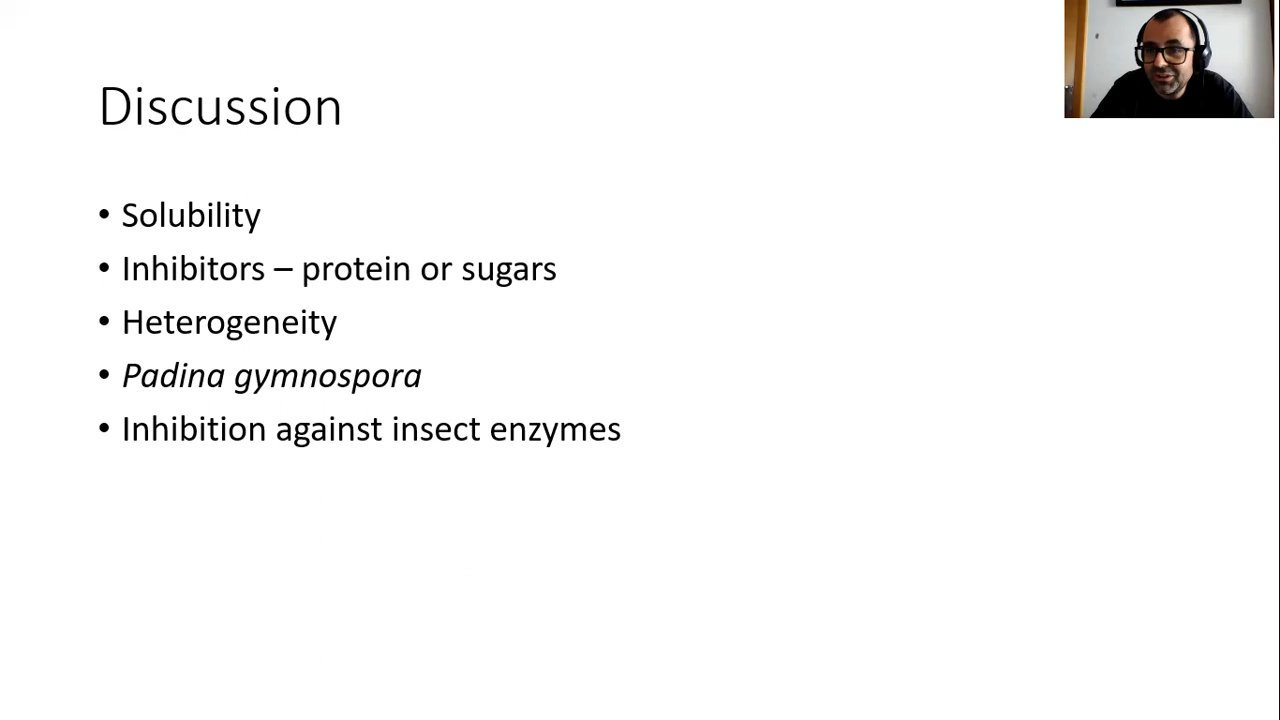 Discussion
• Solubility
• Inhibitors – protein or sugars
• Heterogeneity
• Padina gymnospora
• Inhibition against insect enzymes